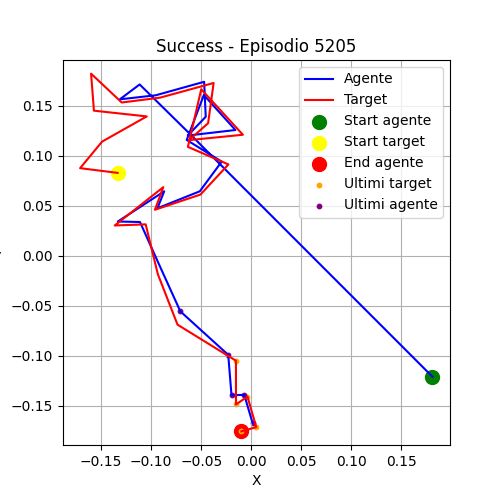 Success - Episodio 5205
Agente
Target
Start agente
Start target
End agente
Ultimi target
Ultimi agente
0.15
0.10
0.05
0.00
−0.05
−0.10
−0.15
−0.15 −0.10 −0.05 0.00 0.05 0.10 0.15
X